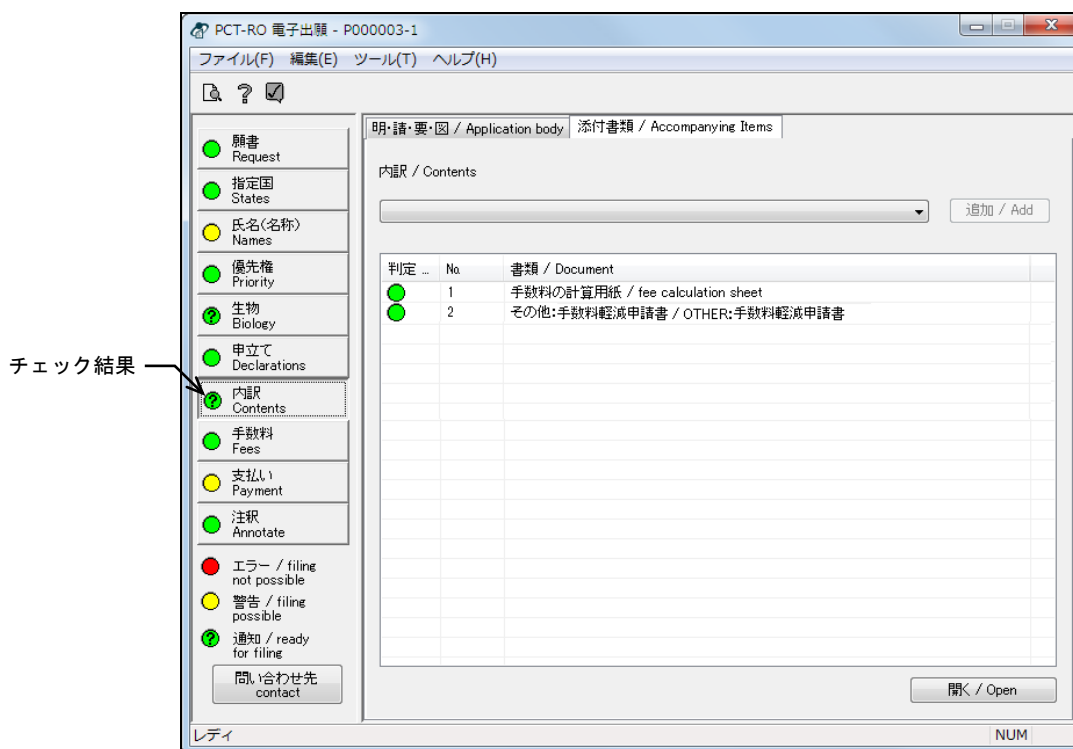 PCT-RO 電子出願 - P000003-1
ファイル(F) 編集(E) ツール(T) ヘルプ(H)
願書
Request
指定国
States
氏名(名称)
Names
優先権
Priority
生物
Biology
申立て
Declarations
チェック結果
内訳
Contents
手数料
Fees
支払い
Payment
注釈
Annotate
エラー / filing
not possible
警告 / filing
possible
通知 / ready
for filing
問い合わせ先
contact
明・請・要・図 / Application body
添付書類 / Accompanying Items
内訳 / Contents
追加 / Add
判定 ... No. 書類 / Document
1 手数料の計算用紙 / fee calculation sheet
2 その他:手数料軽減申請書 / OTHER:手数料軽減申請書
開く / Open
レディ
NUM